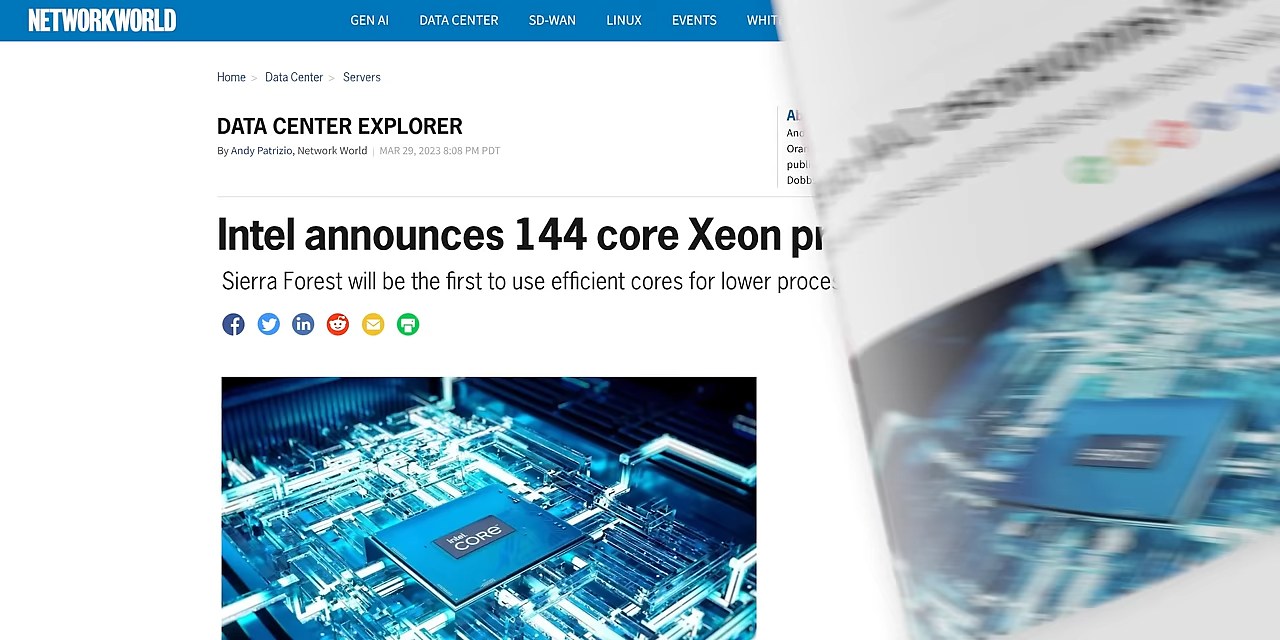 NETWORKWORLD
GEN AI DATA CENTER SD-WAN LINUX EVENTS
Home > Data Center > Servers
DATA CENTER EXPLORER
By Andy Patrizio, Network World | MAR 29, 2023 8:08 PM PDT
Intel announces 144 core Xeon
Sierra Forest will be the first to use efficient cores for lower
intel
CORE